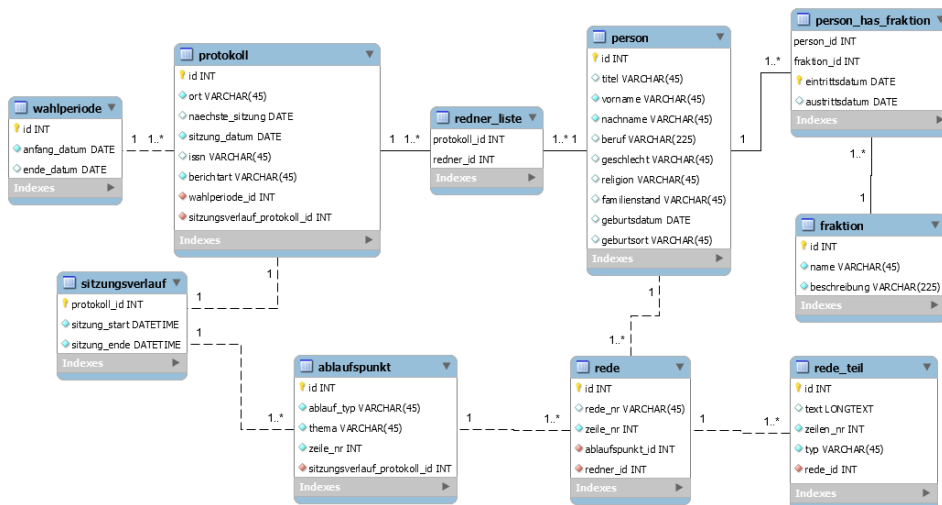 wahlperiode
id INT
anfang_datum DATE
ende_datum DATE
Indexes
1
1..*
protokoll
id INT
ort VARCHAR(45)
naechste_sitzung DATE
sitzung_datum DATE
issn VARCHAR(45)
berichtart VARCHAR(45)
wahlperiode_id INT
sitzungsverlauf_protokoll_id INT
Indexes
1
1..*
redner_liste
protokoll_id INT
redner_id INT
Indexes
1..*
1
person
id INT
titel VARCHAR(45)
vorname VARCHAR(45)
nachname VARCHAR(45)
beruf VARCHAR(225)
geschlecht VARCHAR(45)
religion VARCHAR(45)
familienstand VARCHAR(45)
geburtsdatum DATE
geburtsort VARCHAR(45)
Indexes
1
1..*
person_has_fraktion
person_id INT
fraktion_id INT
eintrittsdatum DATE
austrittsdatum DATE
Indexes
1..*
1
fraktion
id INT
name VARCHAR(45)
beschreibung VARCHAR(225)
Indexes
1
1
sitzungsverlauf
protokoll_id INT
sitzung_start DATETIME
sitzung_ende DATETIME
Indexes
1
1..*
ablaufspunkt
id INT
ablauf_typ VARCHAR(45)
thema VARCHAR(45)
zeile_nr INT
sitzungsverlauf_protokoll_id INT
Indexes
1
1..*
1
1..*
rede
id INT
rede_nr VARCHAR(45)
zeile_nr INT
ablaufspunkt_id INT
redner_id INT
Indexes
1
1..*
rede_teil
id INT
text LONGTEXT
zeilen_nr INT
typ VARCHAR(45)
rede_id INT
Indexes